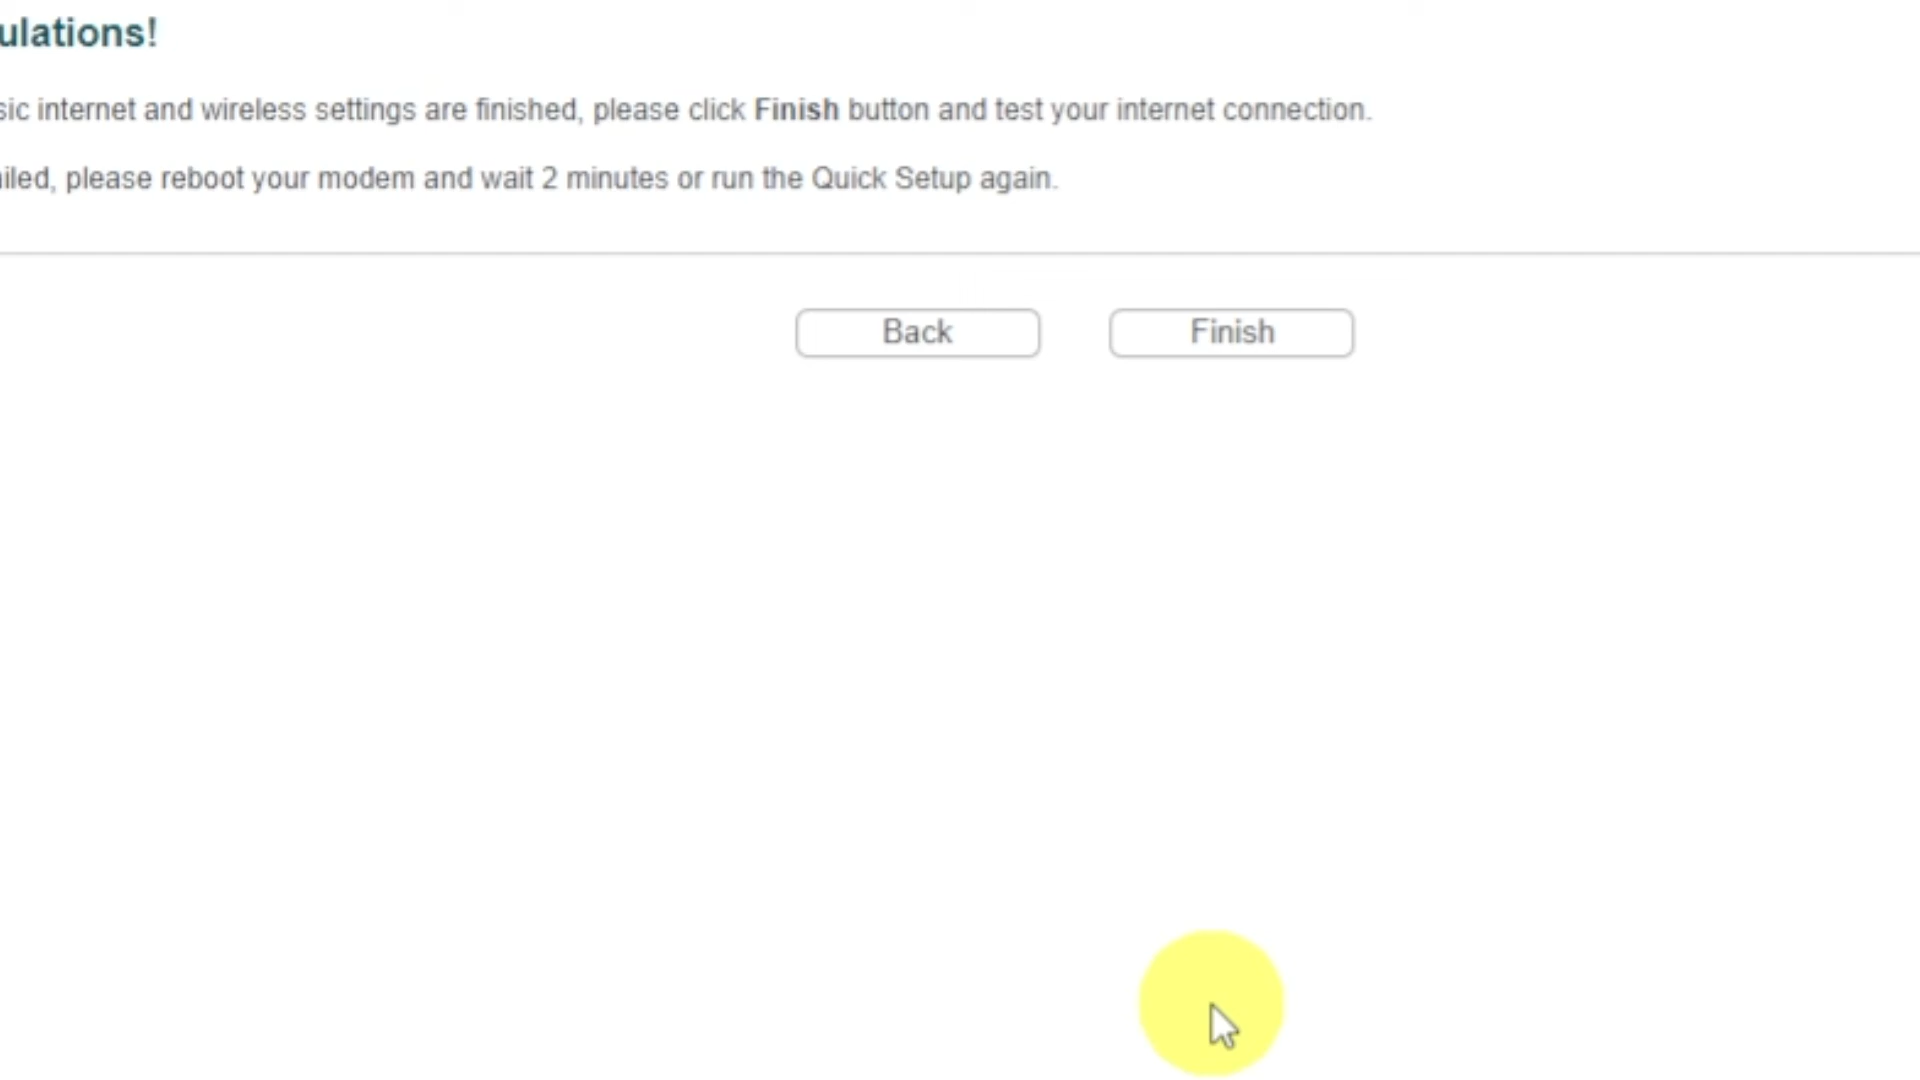 ulations!
sic internet and wireless settings are finished, please click Finish button and test your internet connection.
iled, please reboot your modem and wait 2 minutes or run the Quick Setup again.
Back
Finish